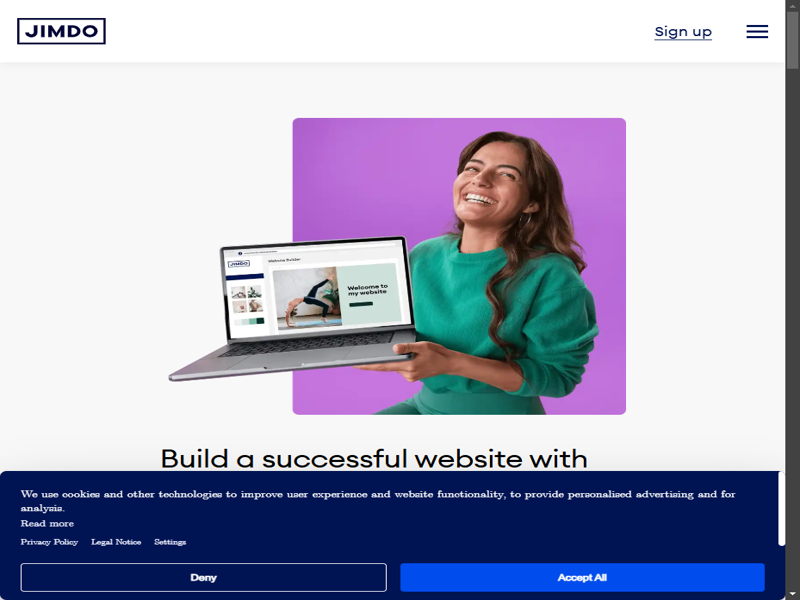 JIMDO
Sign up
JIMDO
Website Builder
Welcome to
my website
Build a successful website with
We use cookies and other technologies to improve user experience and website functionality, to provide personalised advertising and for
analysis.
Read more
Privacy Policy Legal Notice Settings
Deny
Accept All